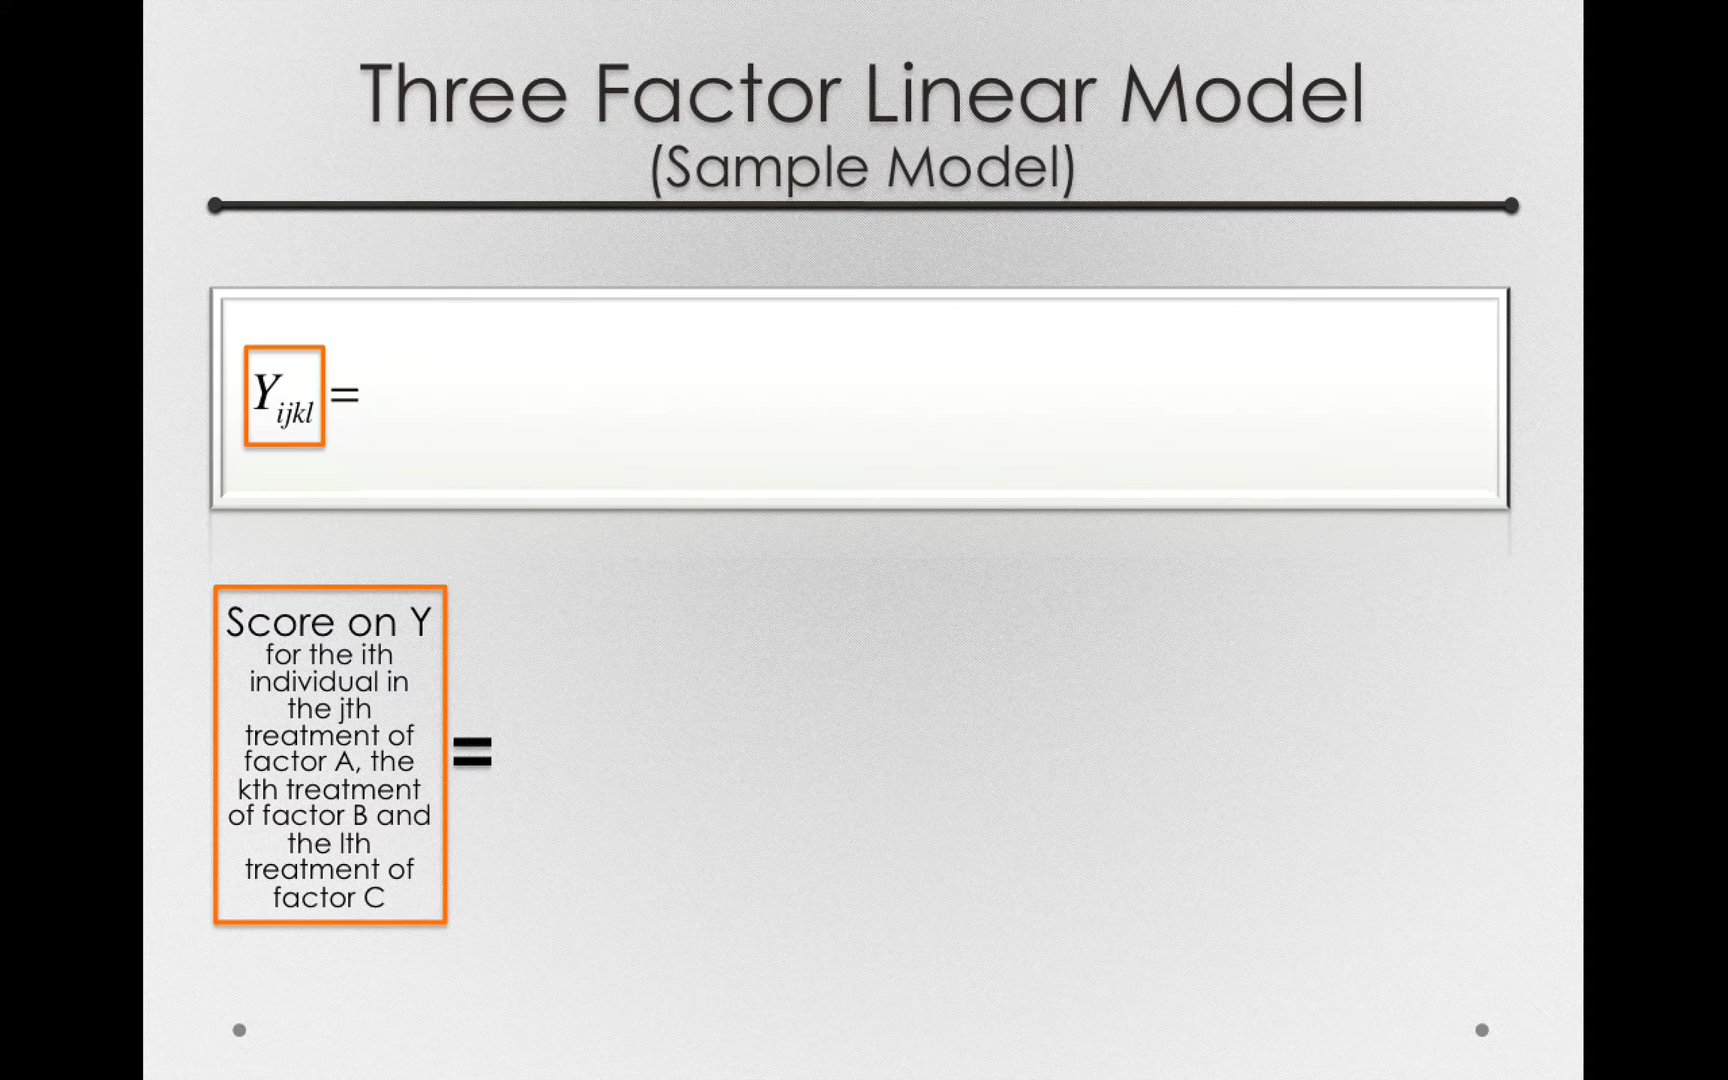 Three Factor Linear Model
(Sample Model)
Y_{ijkl} =
Score on Y
for the ith
individual in
the jth
treatment of
factor A, the
kth treatment
of factor B and
the lth
treatment of
factor C
=